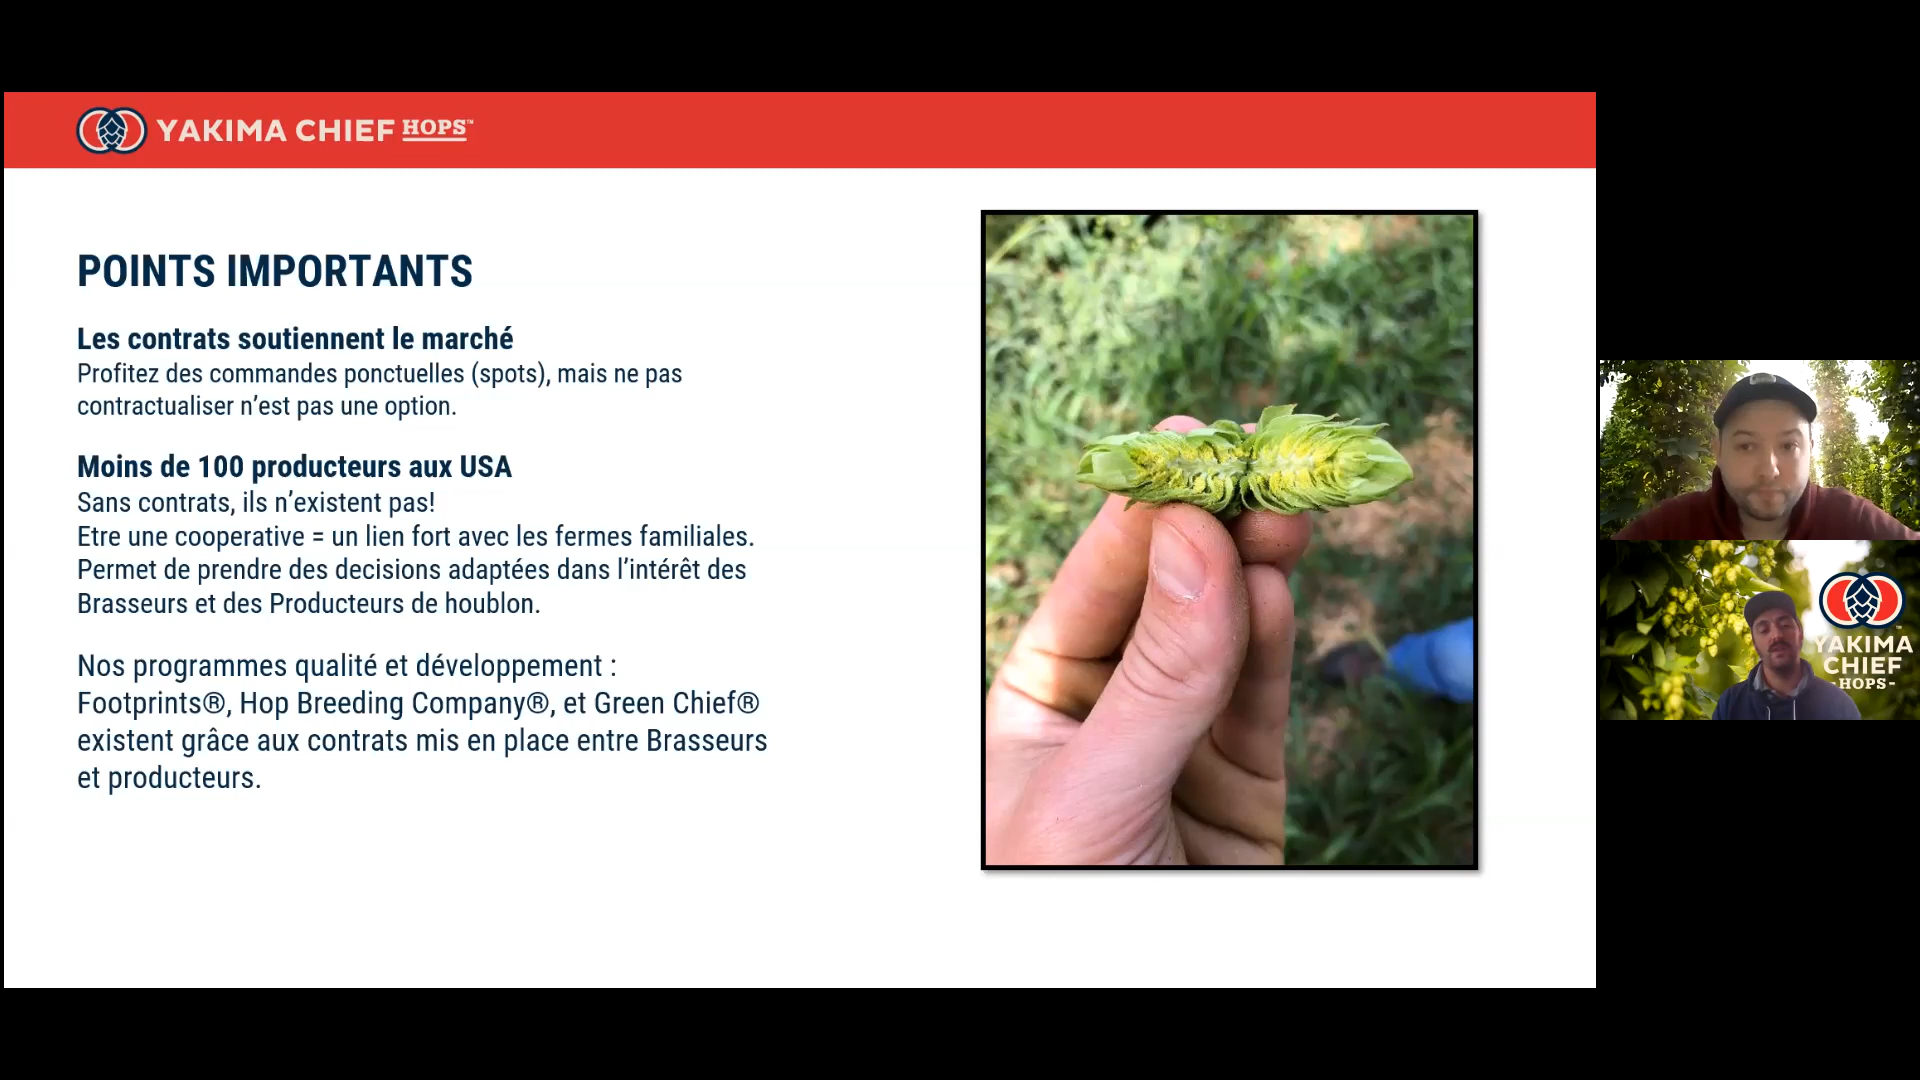 YAKIMA CHIEF HOPS™
POINTS IMPORTANTS
Les contrats soutiennent le marché
Profitez des commandes ponctuelles (spots), mais ne pas
contractualiser n’est pas une option.
Moins de 100 producteurs aux USA
Sans contrats, ils n’existent pas!
Etre une cooperative = un lien fort avec les fermes familiales.
Permet de prendre des decisions adaptées dans l’intérêt des
Brasseurs et des Producteurs de houblon.
Nos programmes qualité et développement :
Footprints®, Hop Breeding Company®, et Green Chief®
existent grâce aux contrats mis en place entre Brasseurs
et producteurs.
YAKIMA
CHIEF
-HOPS-